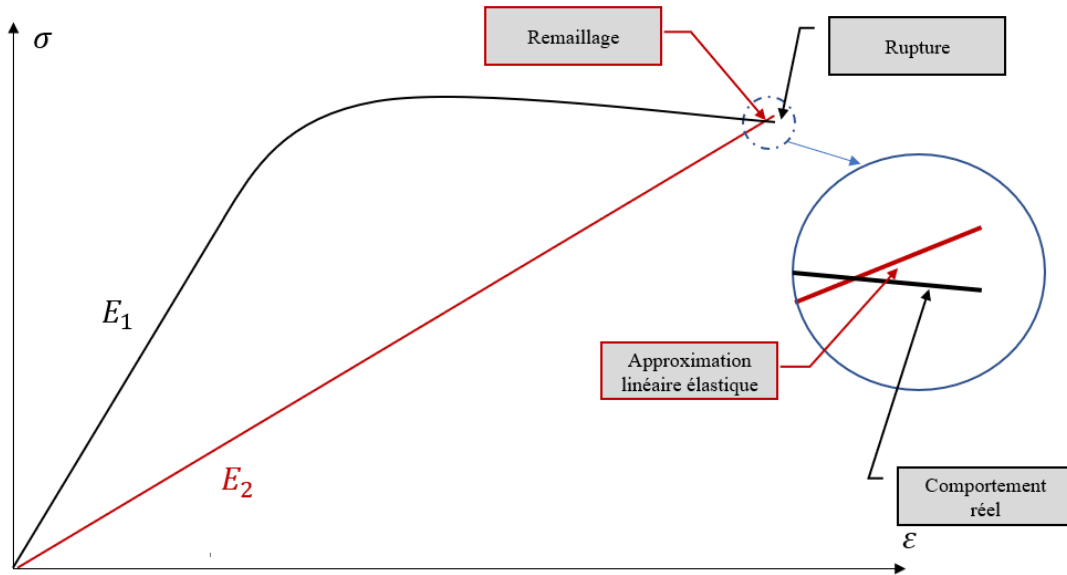 σ
Remaillage
Rupture
E₁
Approximation
linéaire élastique
E₂
Comportement
réel
ε